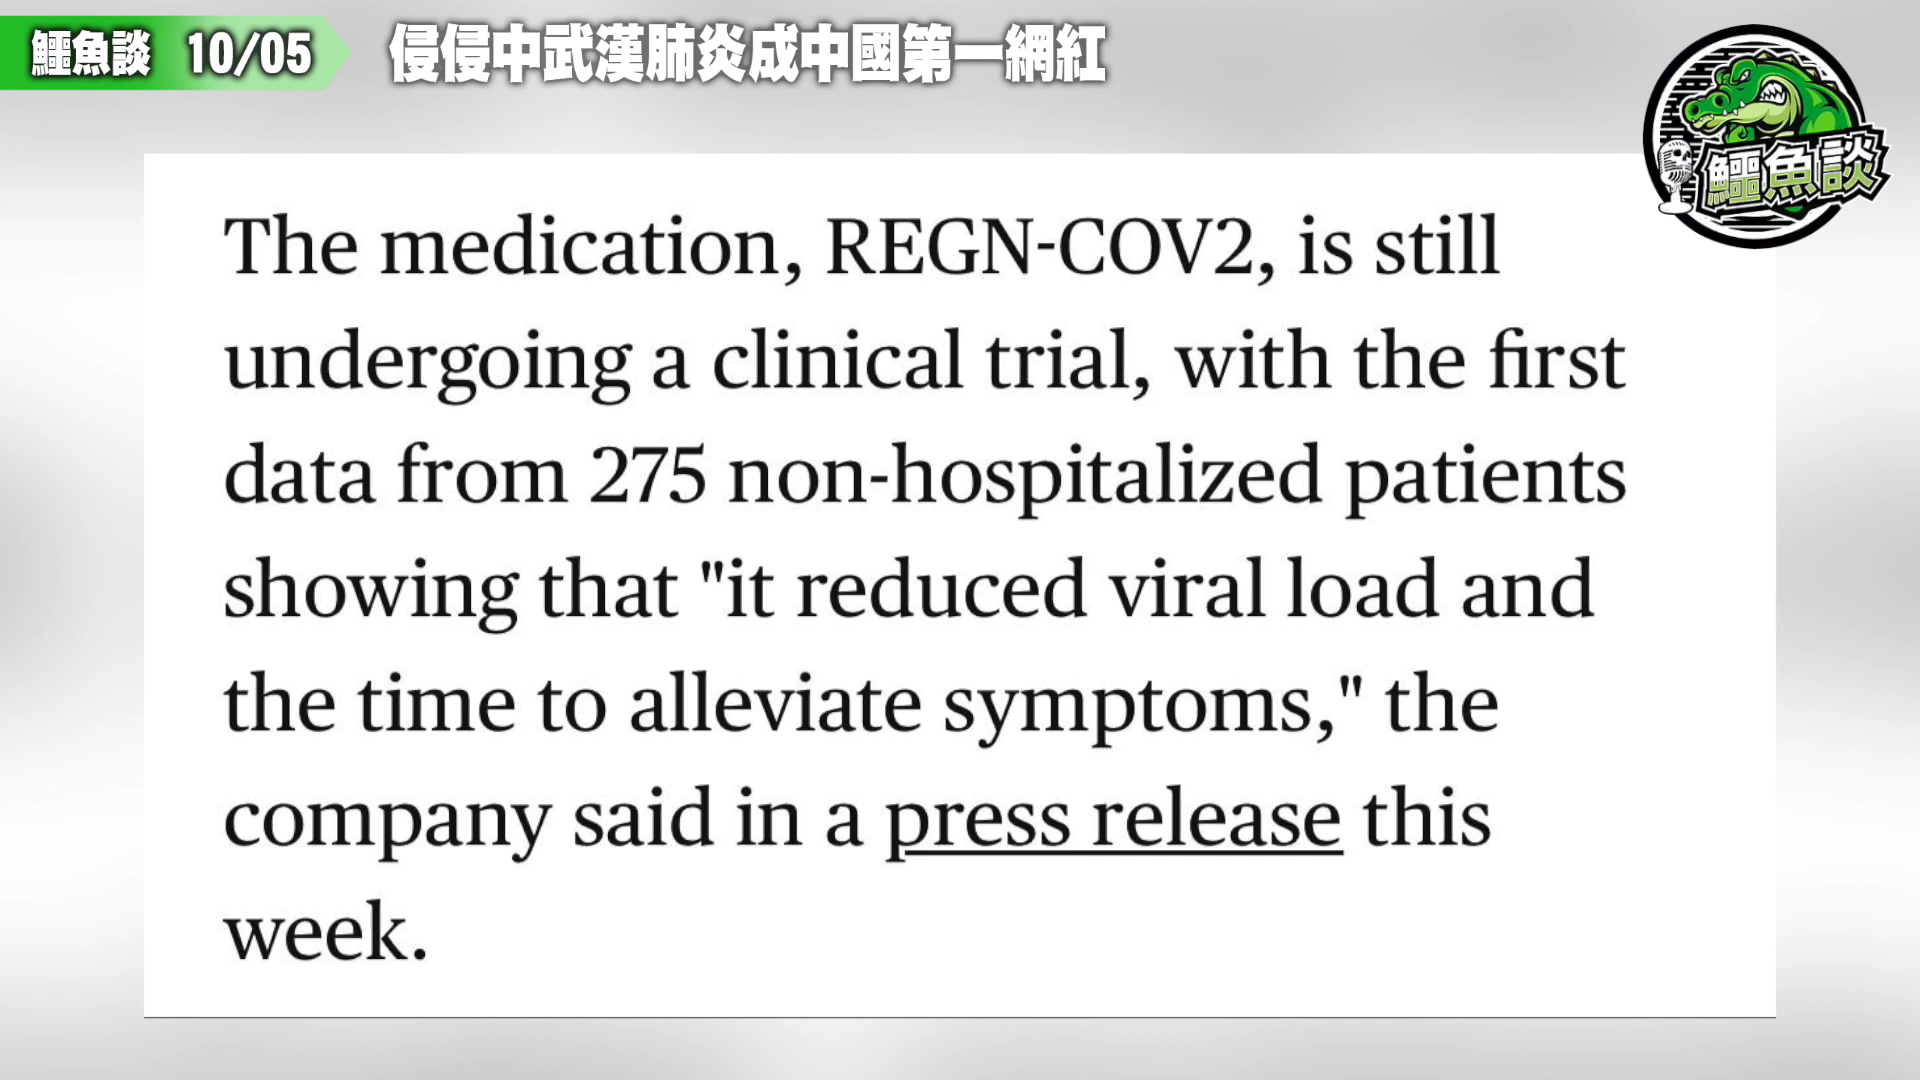 鱷魚談 10/05 侵侵中武漢肺炎成中國第一網紅
鱷魚談
The medication, REGN-COV2, is still
undergoing a clinical trial, with the first
data from 275 non-hospitalized patients
showing that "it reduced viral load and
the time to alleviate symptoms," the
company said in a press release this
week.